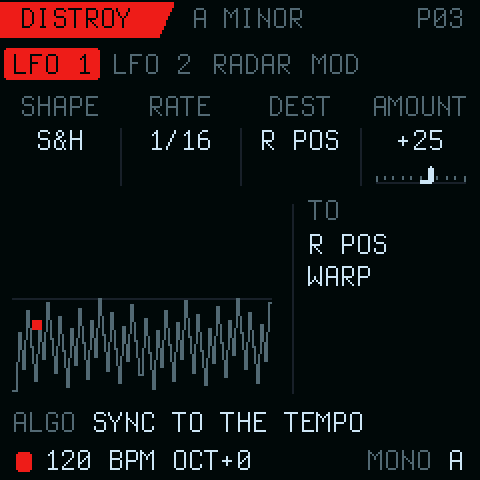 DISTROY A MINOR P03
LFO 1 LFO 2 RADAR MOD
SHAPE RATE DEST AMOUNT
S&H 1/16 R POS +25
TO
R POS
WARP
ALGO SYNC TO THE TEMPO
120 BPM OCT+0 MONO A